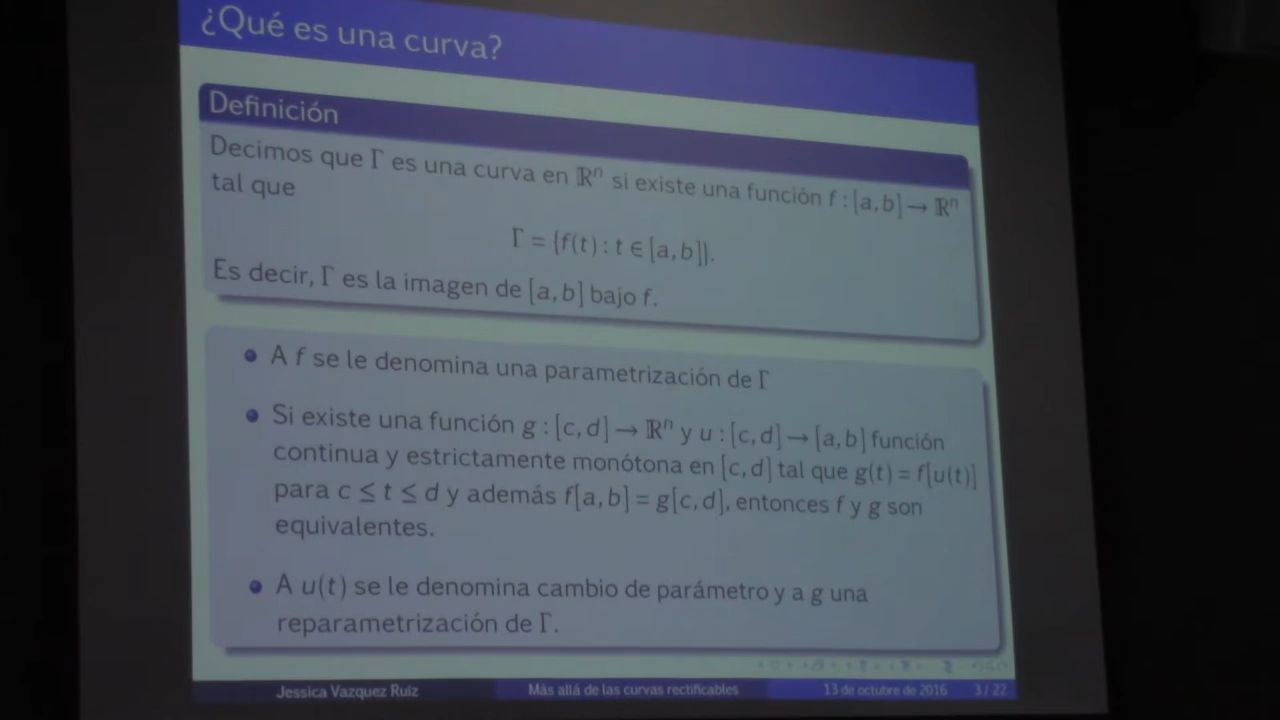 ¿Qué es una curva?
Definición
Decimos que Γ es una curva en ℝⁿ si existe una función f : [a, b] → ℝⁿ
tal que
Γ = {f(t) : t ∈ [a, b]}.
Es decir, Γ es la imagen de [a, b] bajo f.
A f se le denomina una parametrización de Γ
Si existe una función g : [c, d] → ℝⁿ y u : [c, d] → [a, b] función
continua y estrictamente monótona en [c, d] tal que g(t) = f[u(t)]
para c ≤ t ≤ d y además f[a, b] = g[c, d], entonces f y g son
equivalentes.
A u(t) se le denomina cambio de parámetro y a g una
reparametrización de Γ.
Jessica Vazquez Ruiz Más allá de las curvas rectificables 13 de octubre de 2016 3 / 22